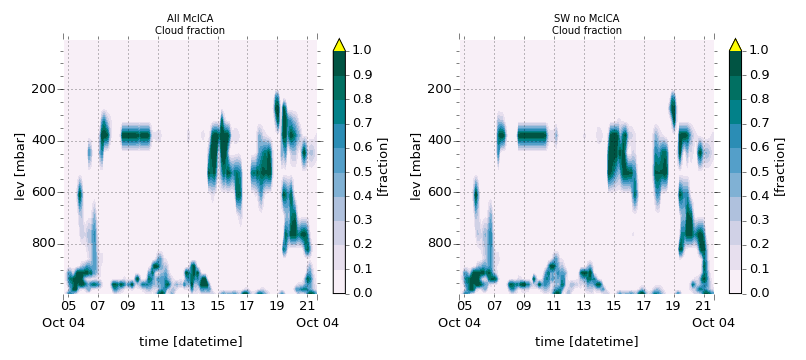 All McICA
Cloud fraction
lev [mbar]
200
400
600
800
05 07 09 11 13 15 17 19 21
Oct 04 Oct 04
time [datetime]
1.0
0.9
0.8
0.7
0.6
0.5
0.4
0.3
0.2
0.1
0.0
[fraction]
SW no McICA
Cloud fraction
lev [mbar]
200
400
600
800
05 07 09 11 13 15 17 19 21
Oct 04 Oct 04
time [datetime]
1.0
0.9
0.8
0.7
0.6
0.5
0.4
0.3
0.2
0.1
0.0
[fraction]